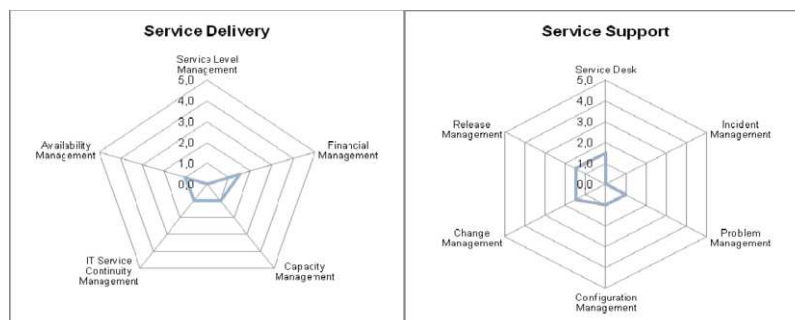 Service Delivery
Service Level
Management
5,0
4,0
3,0
2,0
1,0
0,0
Availability
Management
Financial
Management
IT Service
Continuity
Management
Capacity
Management
Service Support
Service Desk
5,0
4,0
3,0
2,0
1,0
0,0
Release
Management
Incident
Management
Change
Management
Problem
Management
Configuration
Management